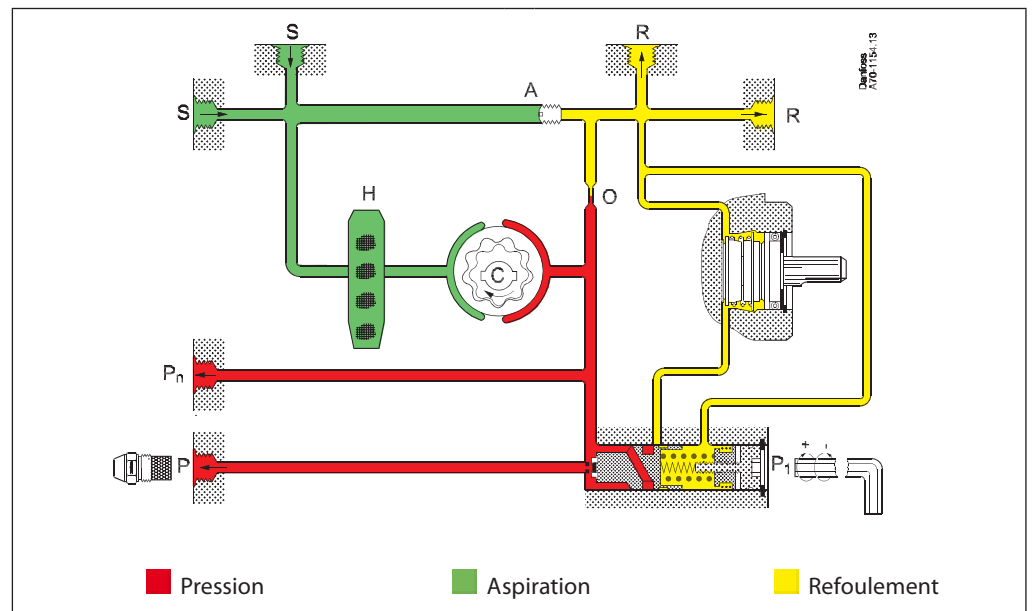 S
R
Danfoss
A70-1154.13
S
A
R
H
O
C
Pn
P
P1
+ -
Pression
Aspiration
Refoulement